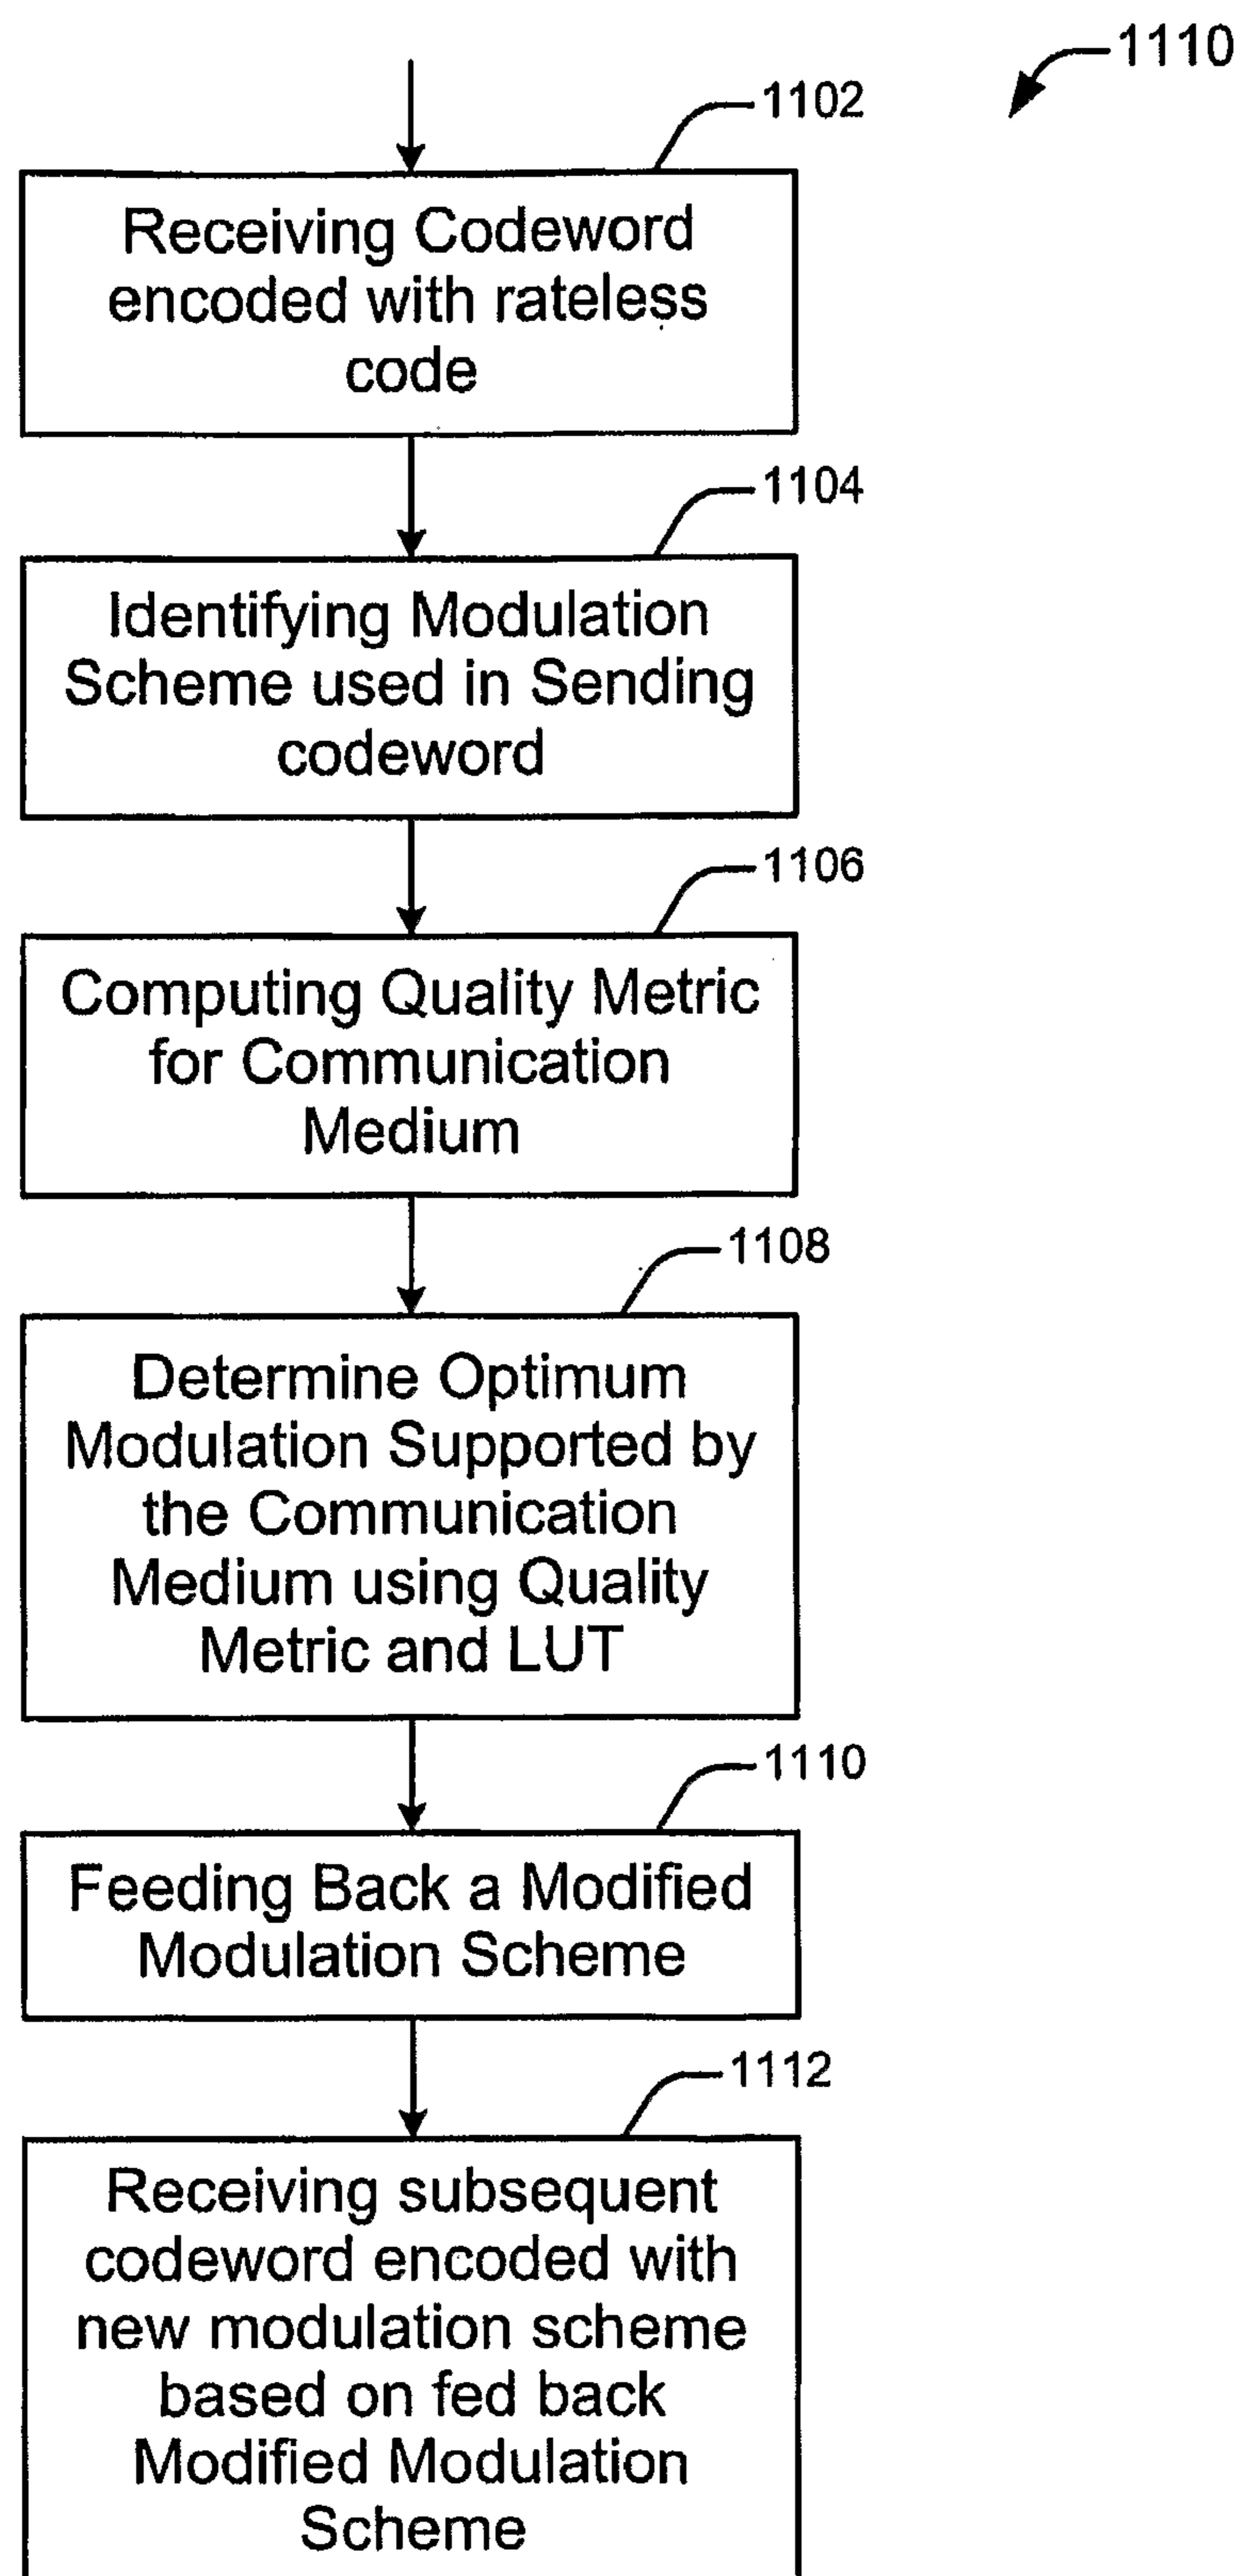 1110
1102
Receiving Codeword
encoded with rateless
code
1104
Identifying Modulation
Scheme used in Sending
codeword
1106
Computing Quality Metric
for Communication
Medium
1108
Determine Optimum
Modulation Supported by
the Communication
Medium using Quality
Metric and LUT
1110
Feeding Back a Modified
Modulation Scheme
1112
Receiving subsequent
codeword encoded with
new modulation scheme
based on fed back
Modified Modulation
Scheme